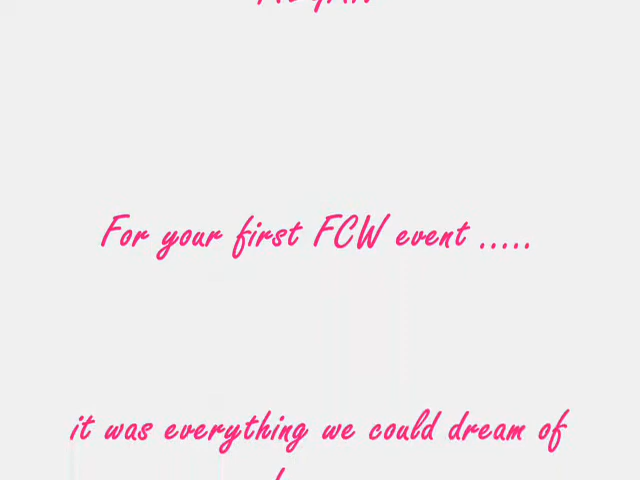 For your first FCW event .....
it was everything we could dream of